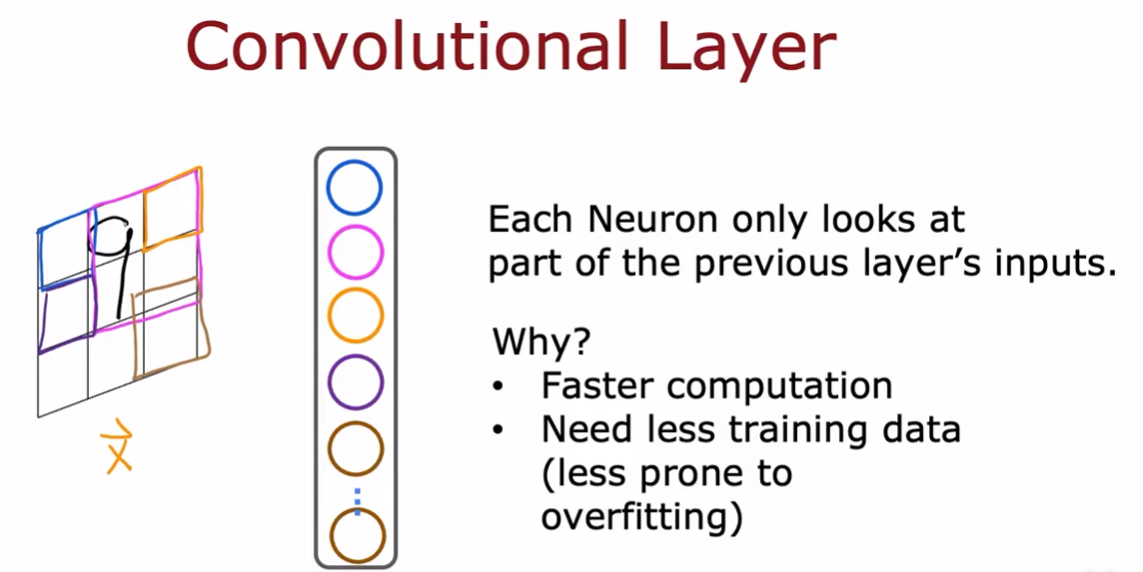 Convolutional Layer
9
x⃗
Each Neuron only looks at
part of the previous layer's inputs.
Why?
• Faster computation
• Need less training data
(less prone to
overfitting)